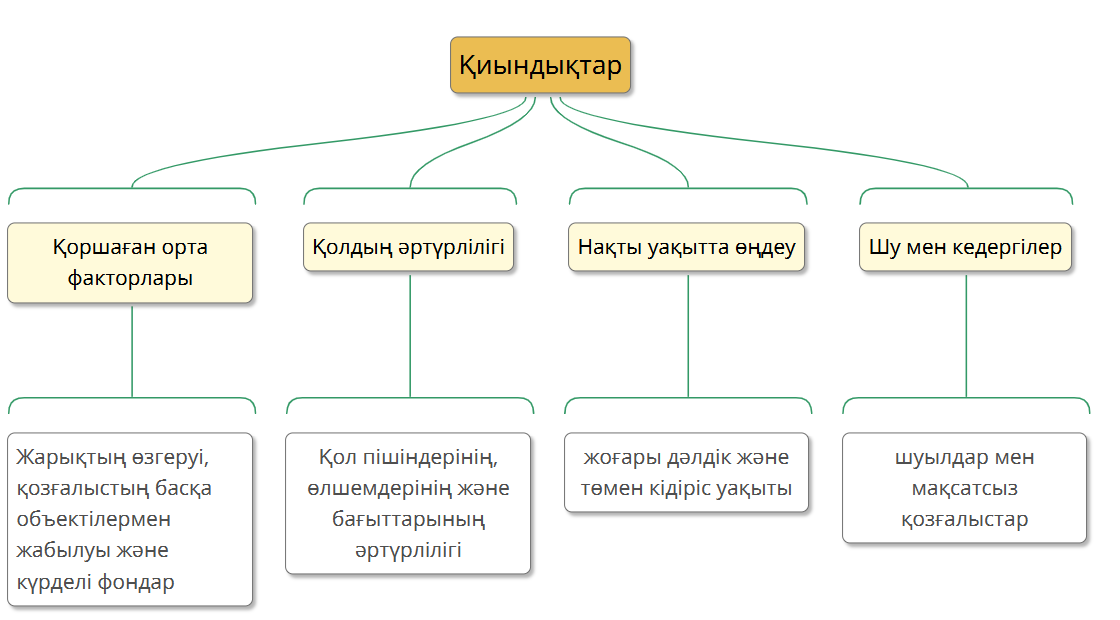 Қиындықтар
Қоршаған орта
факторлары
Қолдың әртүрлілігі
Нақты уақытта өңдеу
Шу мен кедергілер
Жарықтың өзгеруі,
қозғалыстың басқа
объектілермен
жабылуы және
күрделі фондар
Қол пішіндерінің,
өлшемдерінің және
бағыттарының
әртүрлілігі
жоғары дәлдік және
төмен кідіріс уақыты
шуылдар мен
мақсатсыз
қозғалыстар